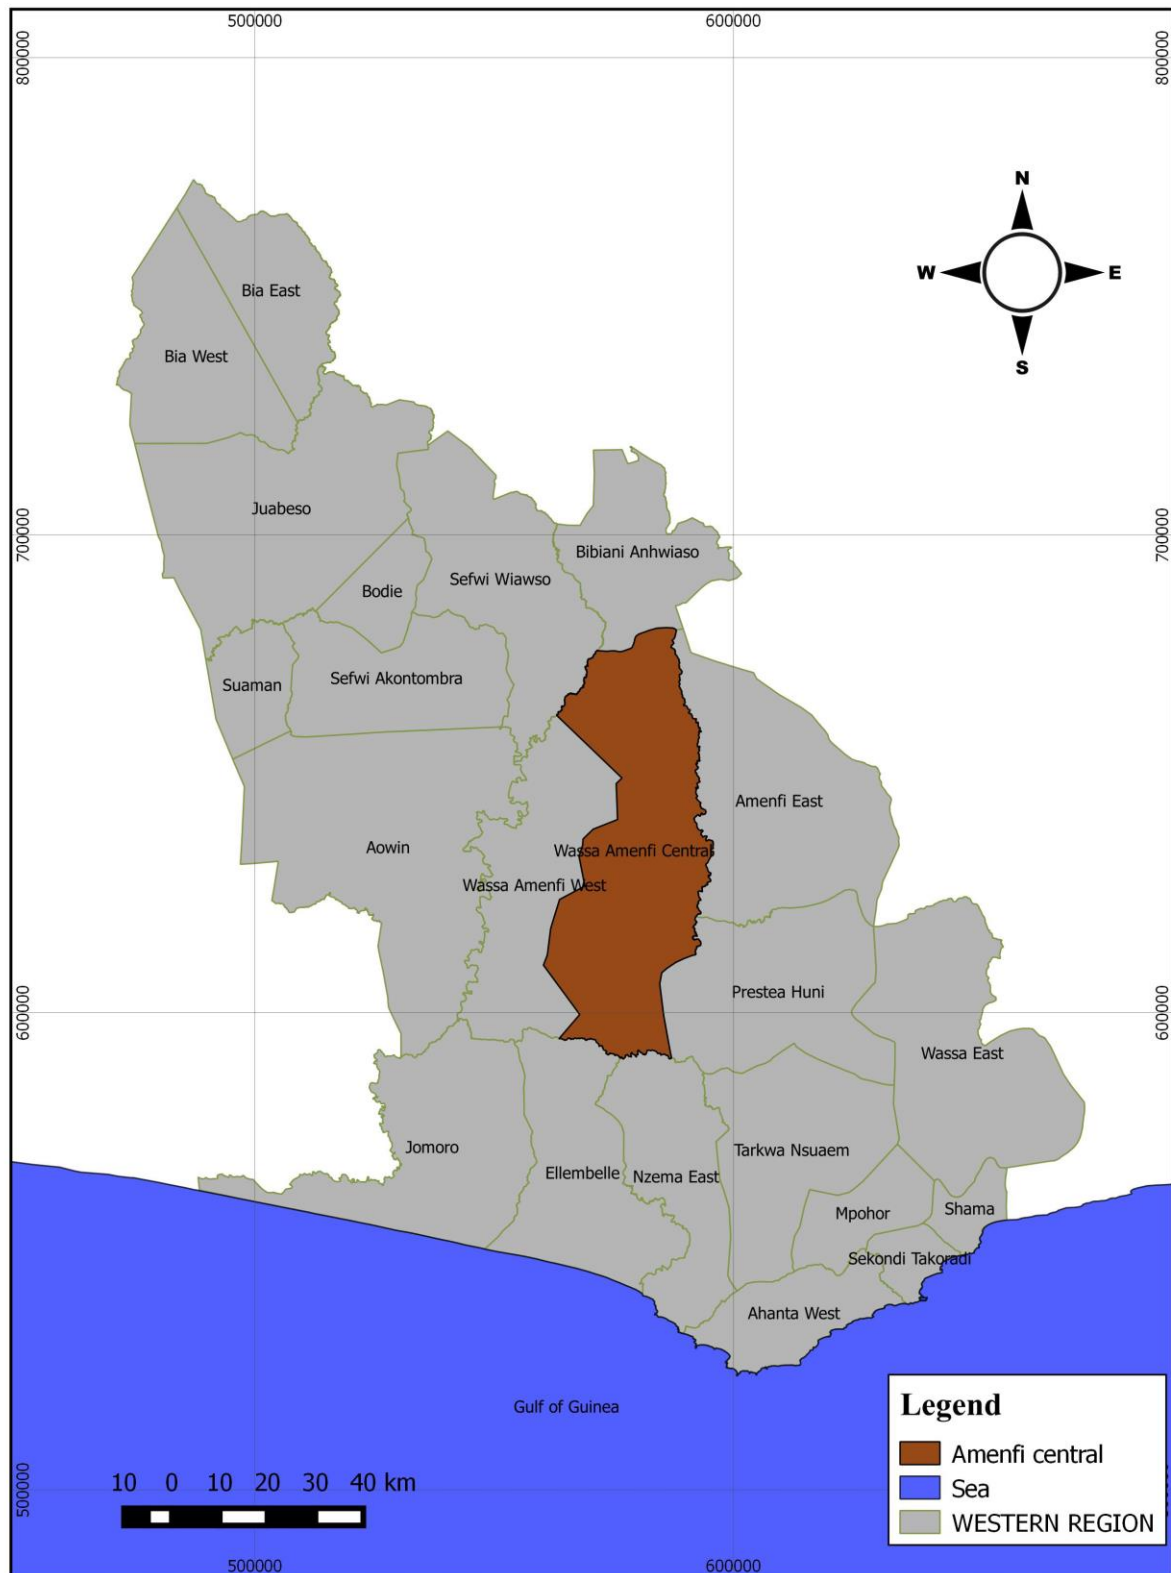 500000 600000
800000 800000
N
W E
S
Bia East
Bia West
Juabeso
700000 700000
Bibiani Anhwiaso
Sefwi Wiawso
Bodie
Sefwi Akontombra
Suaman
Amenfi East
Aowin
Wassa Amenfi Central
Wassa Amenfi West
Prestea Huni
600000 600000
Wassa East
Jomoro
Tarkwa Nsuaem
Ellembelle
Nzema East
Mpohor
Shama
Sekondi Takoradi
Ahanta West
Gulf of Guinea
Legend
Amenfi central
Sea
WESTERN REGION
10 0 10 20 30 40 km
500000
500000 600000